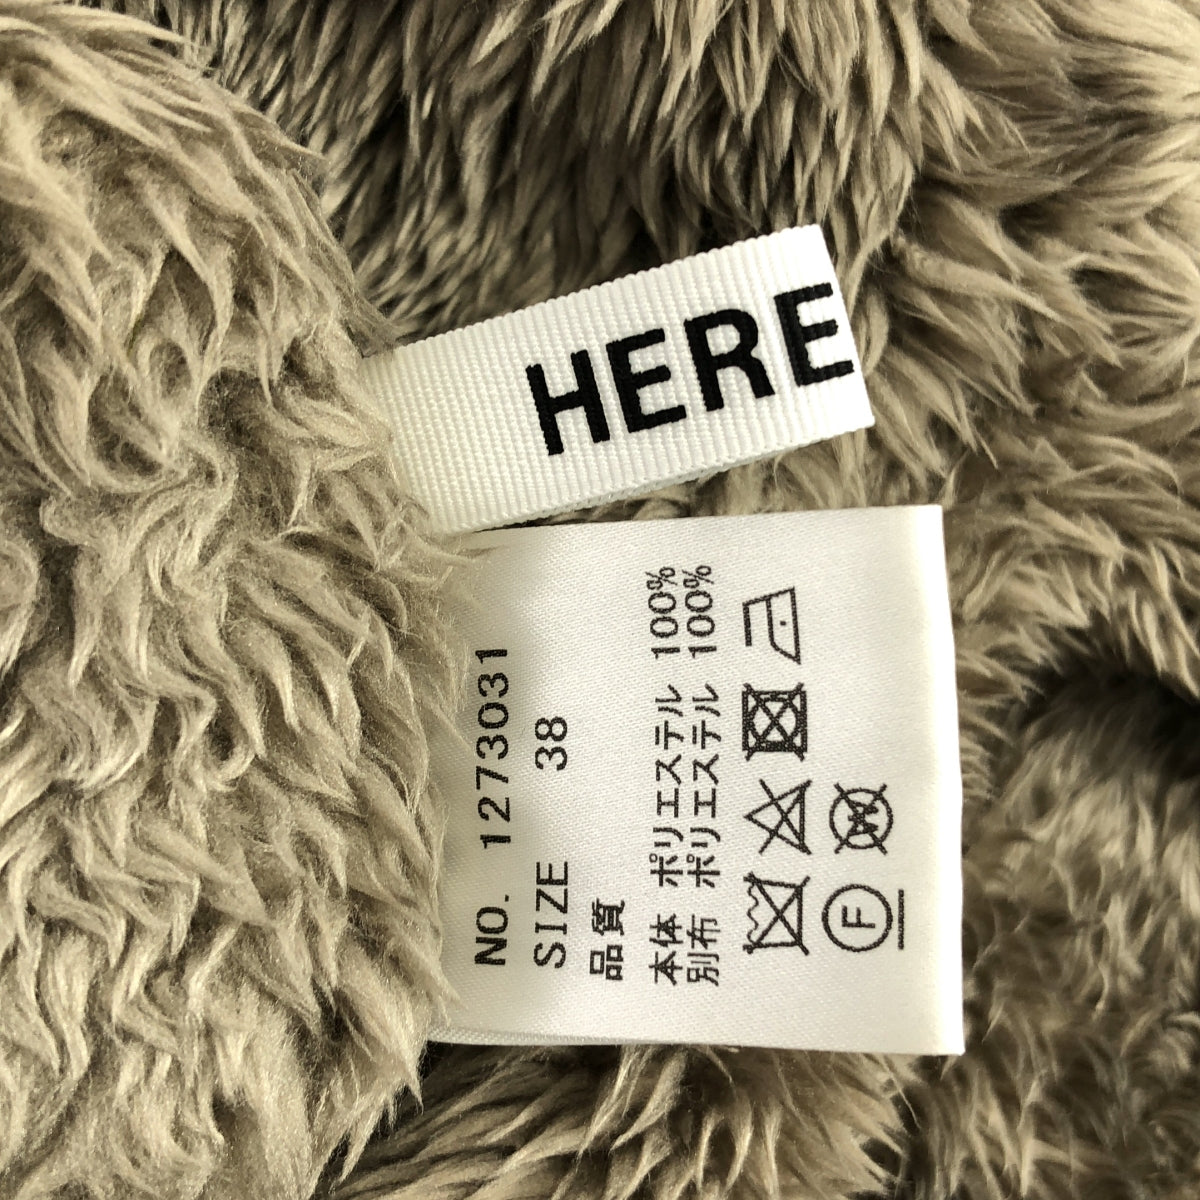 HERE
NO. 1273031
SIZE 38
品質
本体 ポリエステル 100%
別布 ポリエステル 100%
F
W